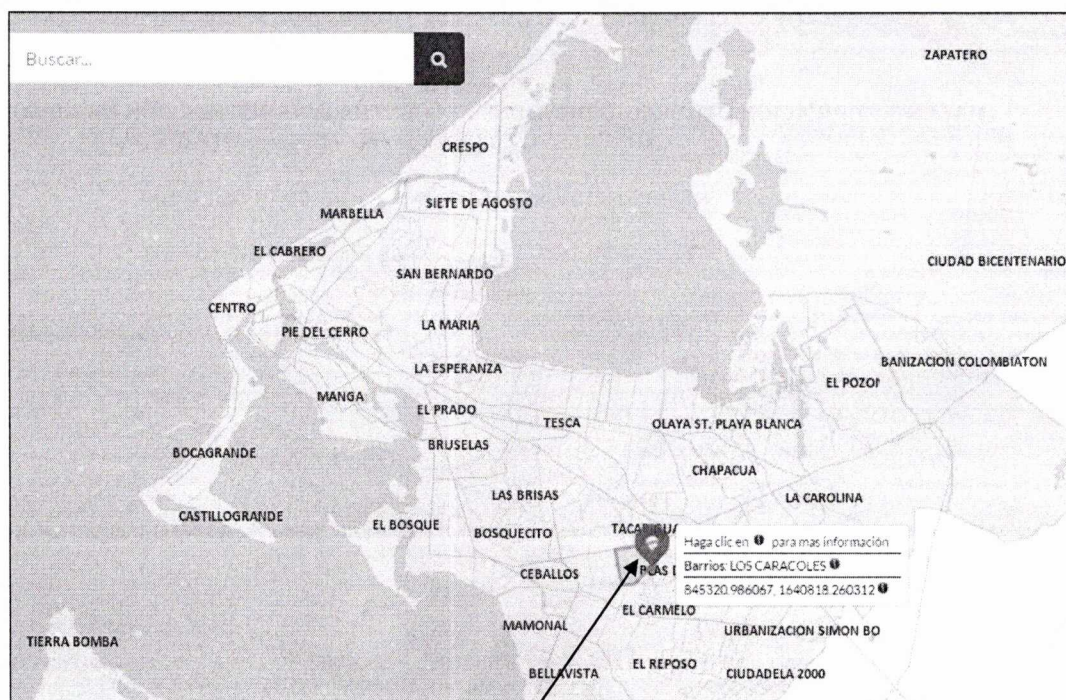 Buscar...
ZAPATERO
CRESPO
SIETE DE AGOSTO
MARBELLA
EL CABRERO
CIUDAD BICENTENARIO
SAN BERNARDO
CENTRO
LA MARIA
PIE DEL CERRO
BANIZACION COLOMBIATON
LA ESPERANZA
EL POZON
MANGA
EL PRADO
TESCA
OLAYA ST. PLAYA BLANCA
BRUSELAS
BOCAGRANDE
CHAPACUA
LAS BRISAS
LA CAROLINA
CASTILLOGRANDE
EL BOSQUE
BOSQUECITO
TACARIGUA
Haga clic en para mas información
Barrios: LOS CARACOLES
845320.986067, 1640818.260312
CEBALLOS
EL CARMELO
MAMONAL
URBANIZACION SIMON BO
TIERRA BOMBA
BELLAVISTA
EL REPOSO
CIUDADELA 2000